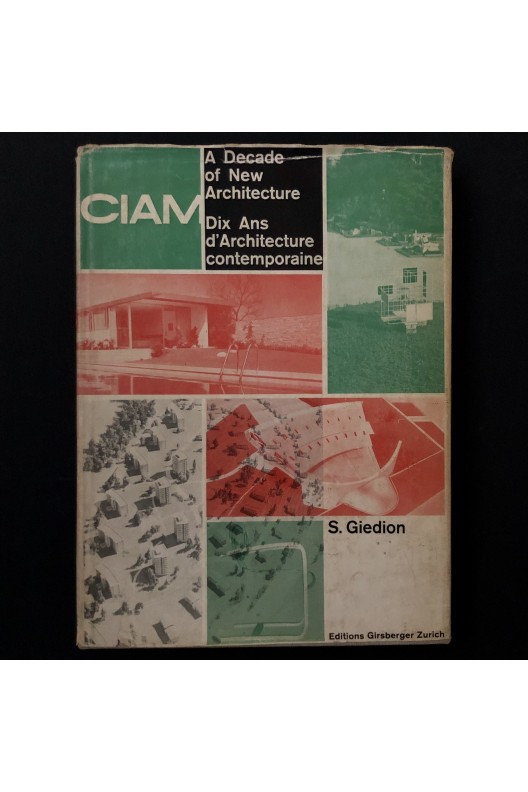 CIAM
A Decade
of New
Architecture
Dix Ans
d'Architecture
contemporaine
S. Giedion
Editions Girsberger Zurich